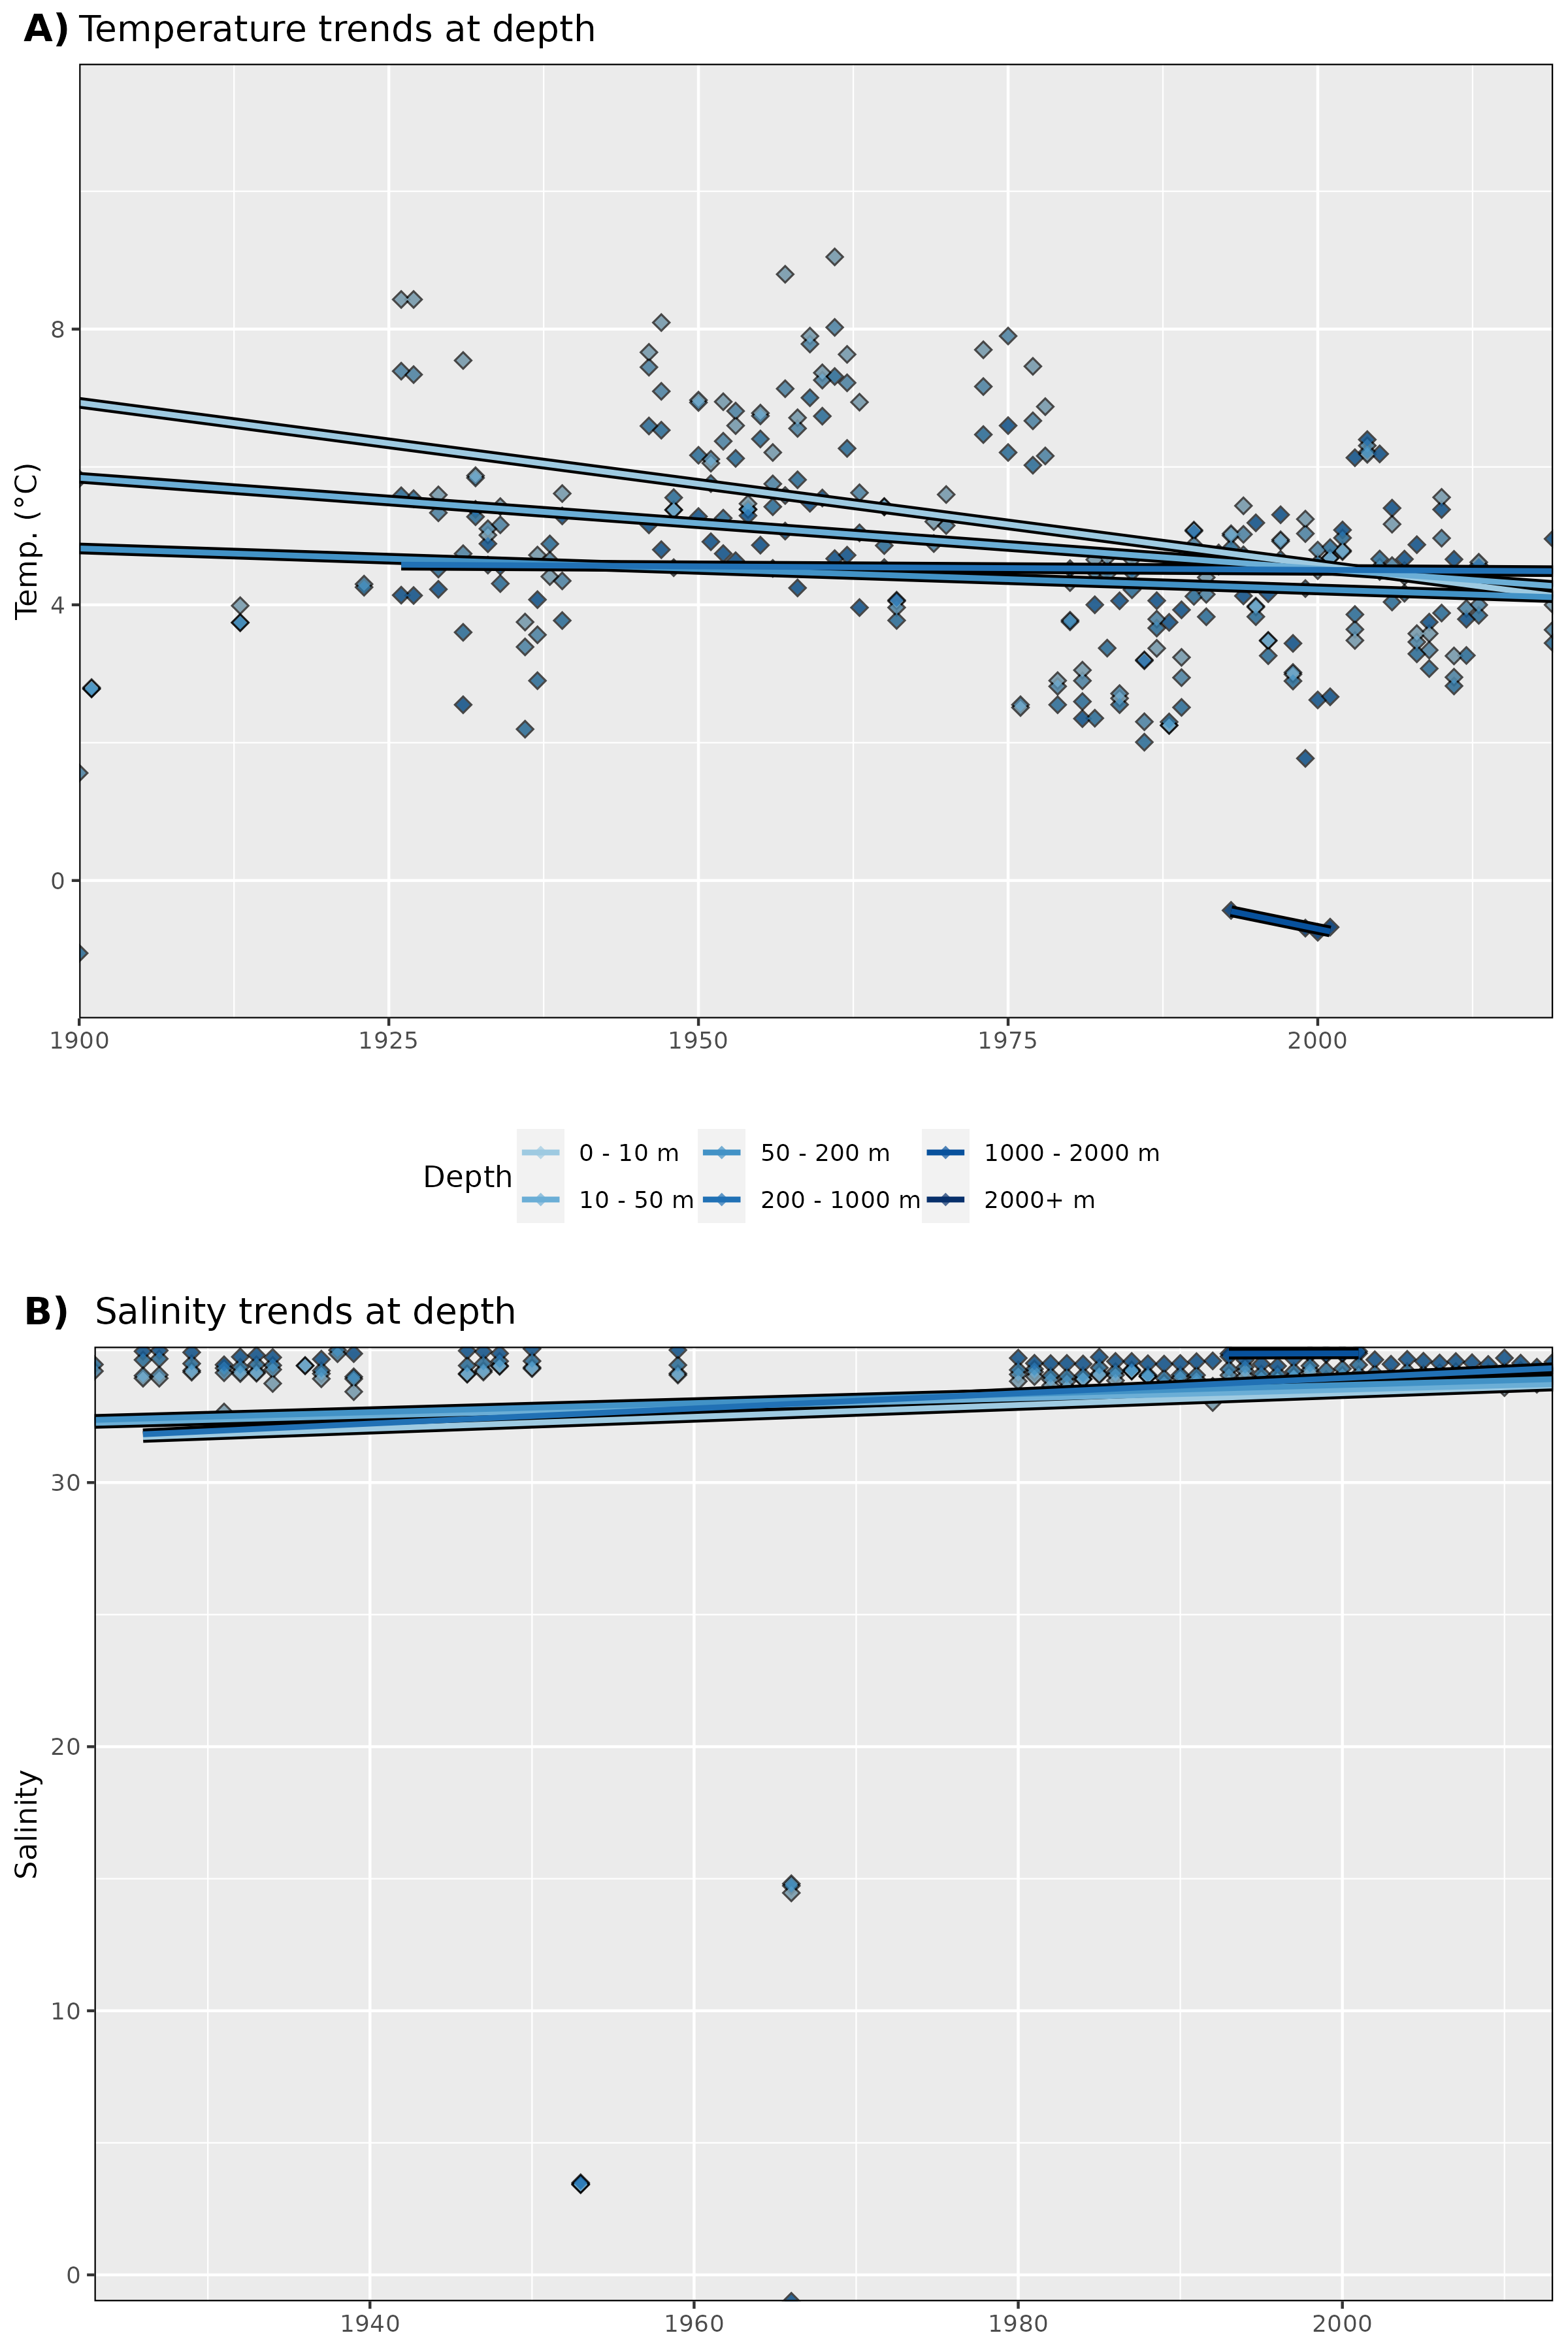 A) Temperature trends at depth
Temp. (°C)
8
4
0
1900 1925 1950 1975 2000
Depth
0 - 10 m 50 - 200 m 1000 - 2000 m
10 - 50 m 200 - 1000 m 2000+ m
B) Salinity trends at depth
Salinity
30
20
10
0
1940 1960 1980 2000